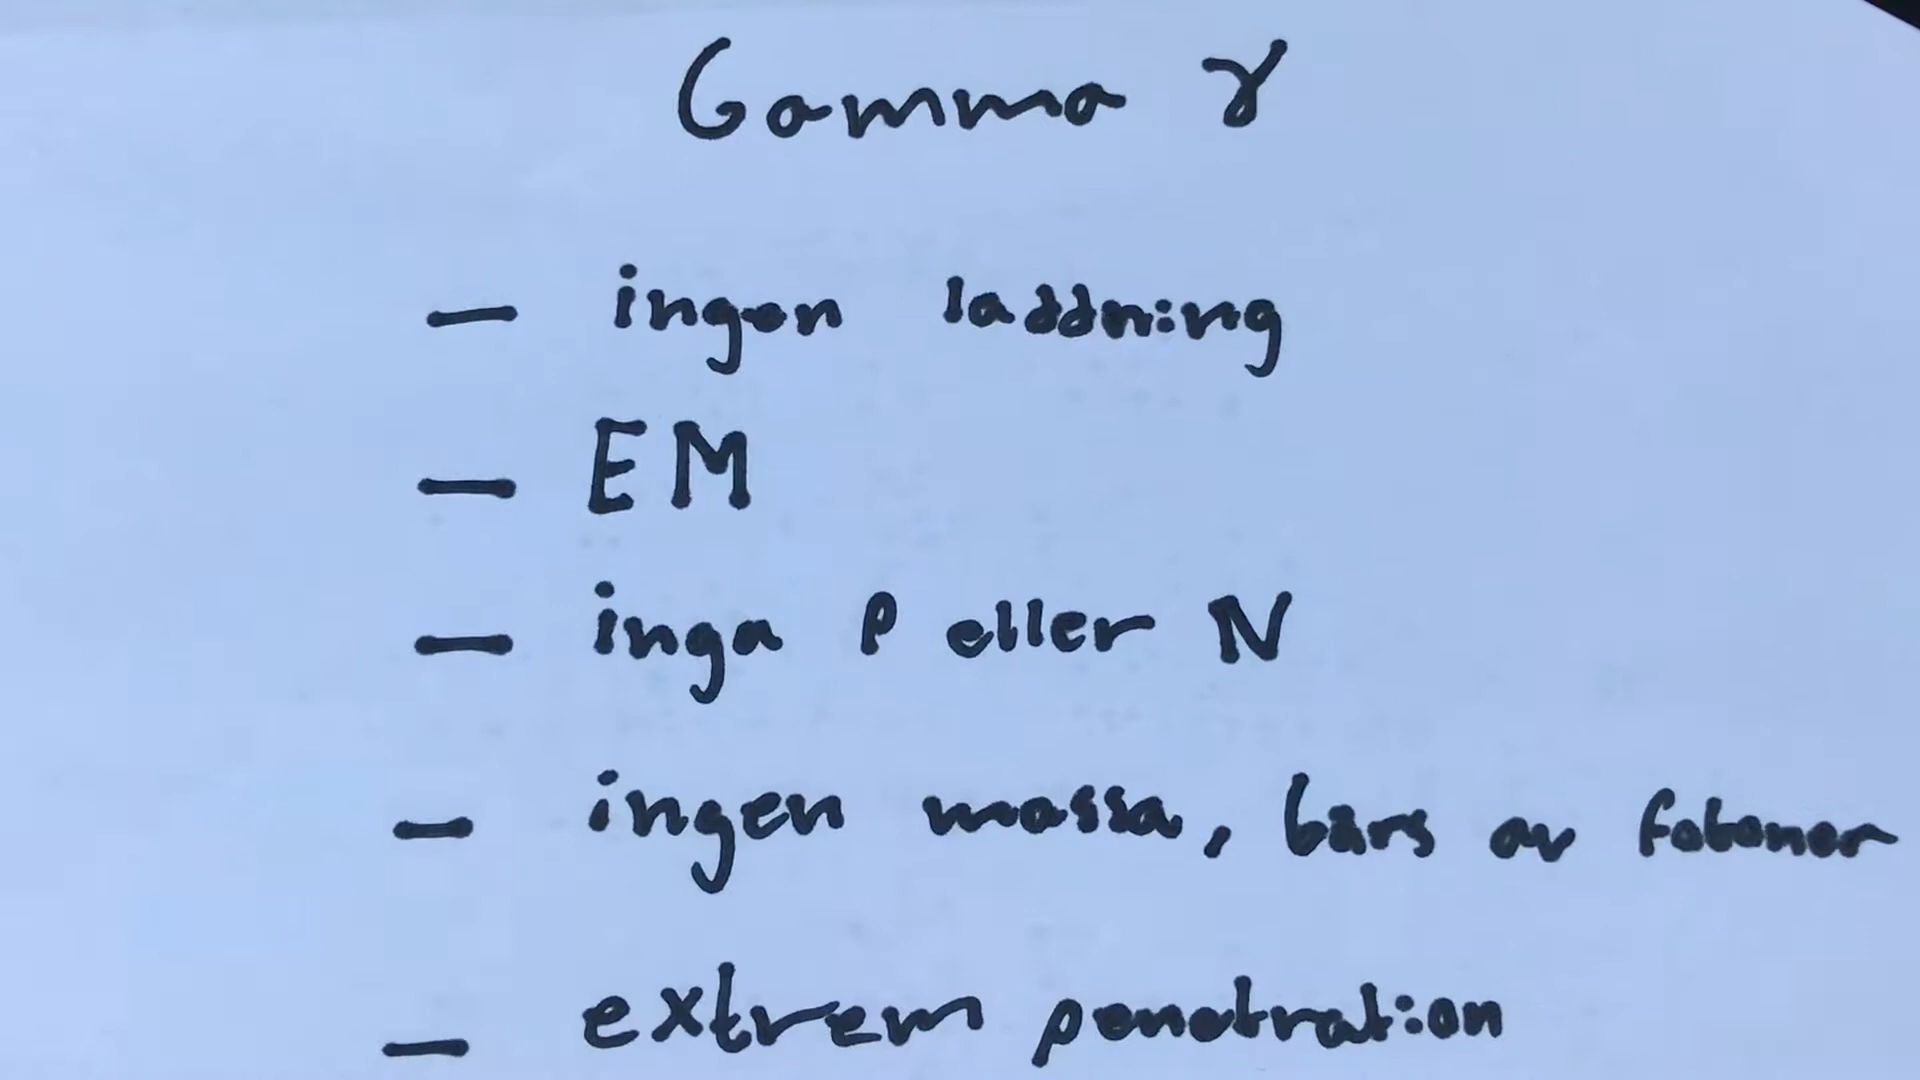 Gamma γ
- ingen laddning
- EM
- inga P eller N
- ingen massa, bärs av fotoner
- extrem penetration